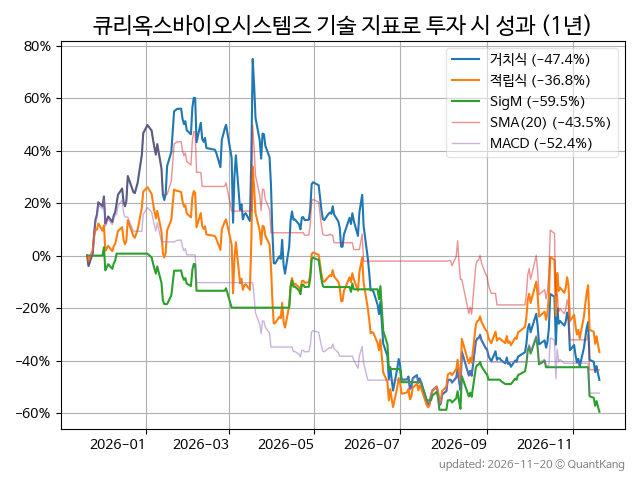 큐리옥스바이오시스템즈 기술 지표로 투자 시 성과 (1년)
80%
60%
40%
20%
0%
−20%
−40%
−60%
거치식 (−47.4%)
적립식 (−36.8%)
SigM (−59.5%)
SMA(20) (−43.5%)
MACD (−52.4%)
2026−01 2026−03 2026−05 2026−07 2026−09 2026−11
updated: 2026−11−20 © QuantKang